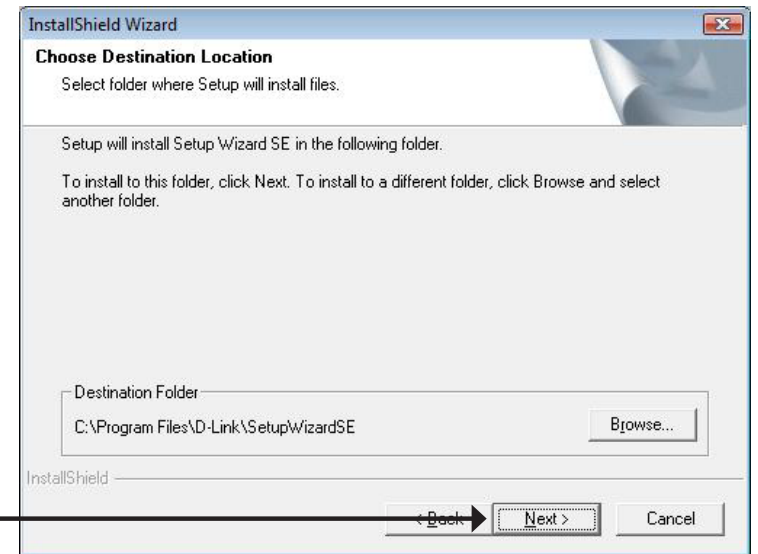 InstallShield Wizard
Choose Destination Location
Select folder where Setup will install files.
Setup will install Setup Wizard SE in the following folder.
To install to this folder, click Next. To install to a different folder, click Browse and select
another folder.
Destination Folder
C:\Program Files\D-Link\SetupWizardSE
Browse...
InstallShield
< Back
Next >
Cancel